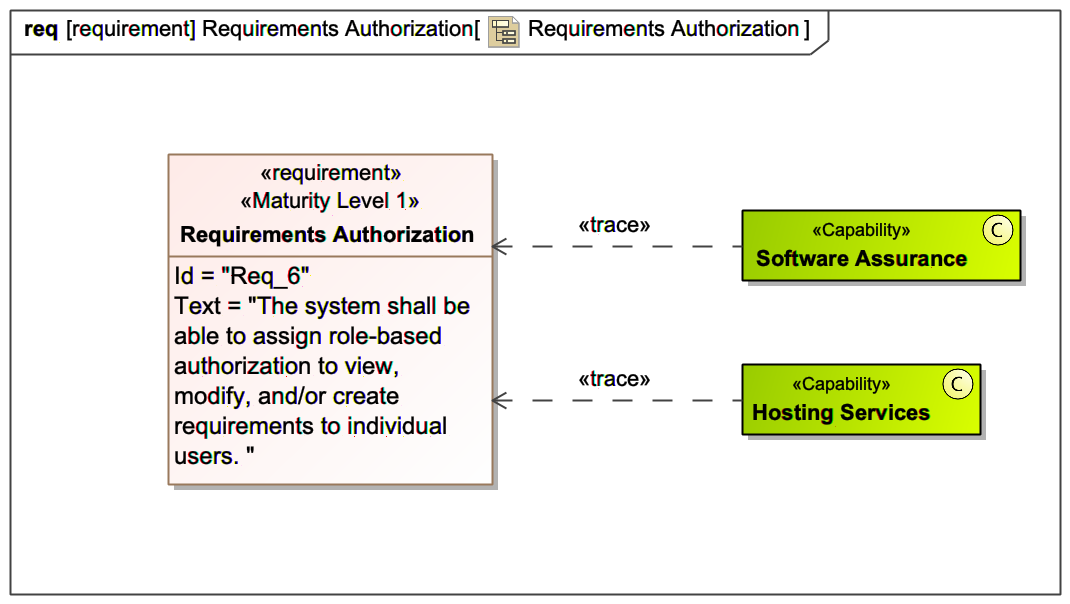 req [requirement] Requirements Authorization[ Requirements Authorization ]
«requirement»
«Maturity Level 1»
Requirements Authorization
Id = "Req_6"
Text = "The system shall be
able to assign role-based
authorization to view,
modify, and/or create
requirements to individual
users. "
«trace»
«Capability»
C
Software Assurance
«trace»
«Capability»
C
Hosting Services